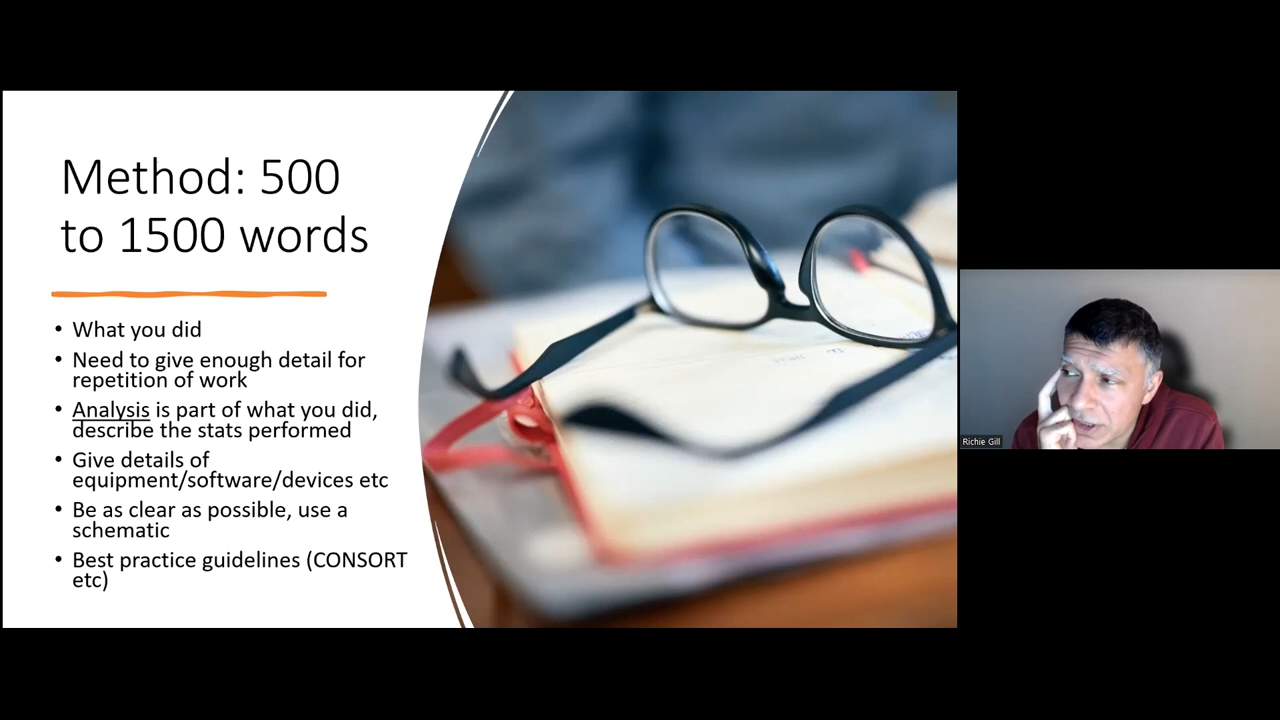 Method: 500
to 1500 words
• What you did
• Need to give enough detail for
repetition of work
• Analysis is part of what you did,
describe the stats performed
• Give details of
equipment/software/devices etc
• Be as clear as possible, use a
schematic
• Best practice guidelines (CONSORT
etc)
Richie Gill